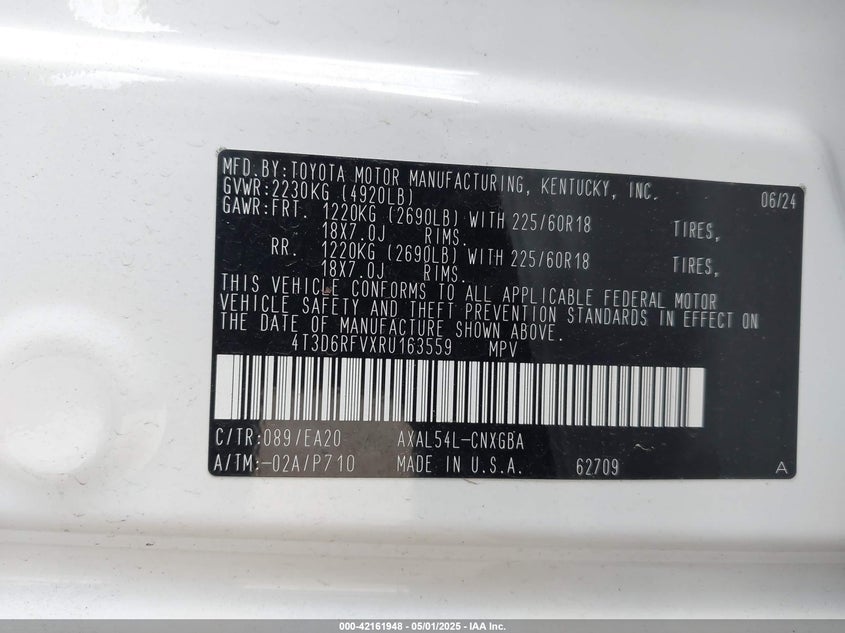 MFD.BY:TOYOTA MOTOR MANUFACTURING, KENTUCKY, INC. 06/24
GVWR:2230KG (4920LB)
GAWR:FRT. 1220KG (2690LB) WITH 225/60R18 TIRES,
18X7.0J RIMS.
RR. 1220KG (2690LB) WITH 225/60R18 TIRES,
18X7.0J RIMS.
THIS VEHICLE CONFORMS TO ALL APPLICABLE FEDERAL MOTOR
VEHICLE SAFETY AND THEFT PREVENTION STANDARDS IN EFFECT ON
THE DATE OF MANUFACTURE SHOWN ABOVE.
4T3D6RFVXRU163559 MPV
C/TR:089/EA20 AXAL54L-CNXGBA
A/TM:-02A/P710 MADE IN U.S.A. 62709 A
000-42161948 - 05/01/2025 - IAA Inc.